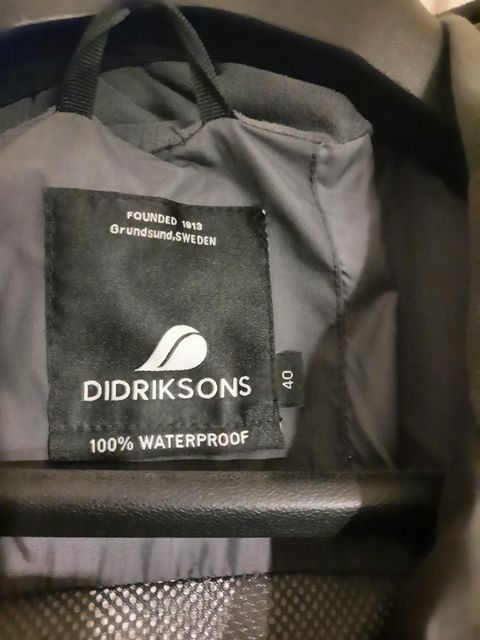 FOUNDED 1913
Grundsund,SWEDEN
DIDRIKSONS
40
100% WATERPROOF